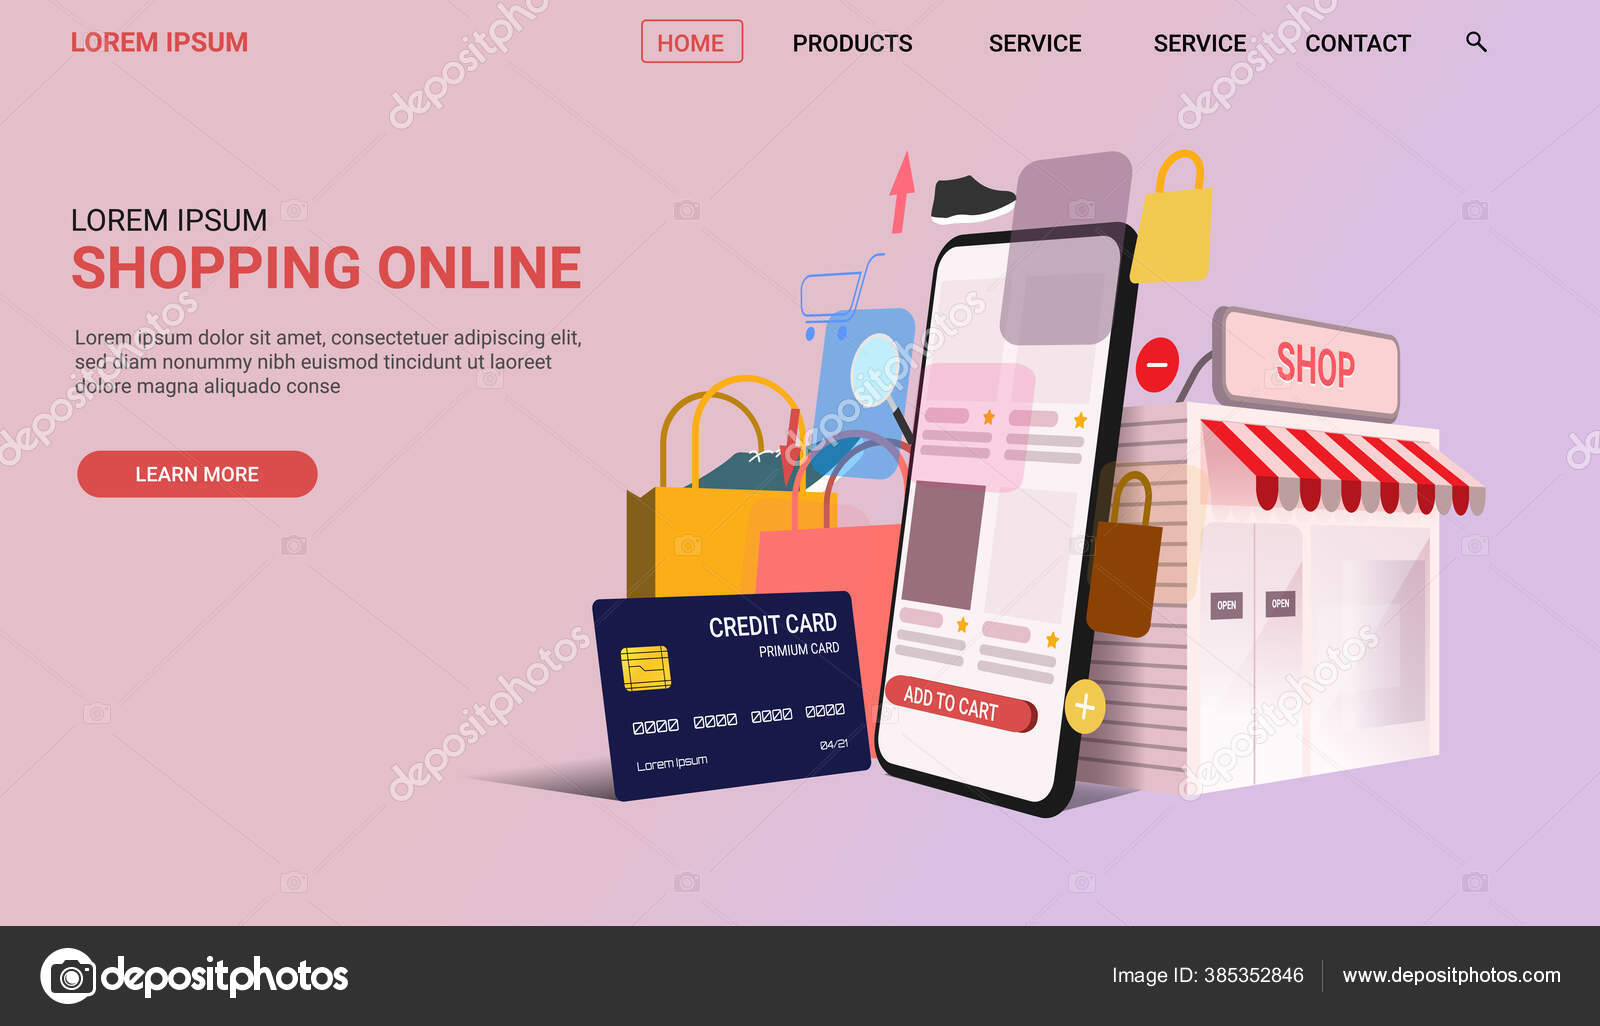 LOREM IPSUM
HOME
PRODUCTS
SERVICE
SERVICE
CONTACT
LOREM IPSUM
SHOPPING ONLINE
Lorem ipsum dolor sit amet, consectetuer adipiscing elit,
sed diam nonummy nibh euismod tincidunt ut laoreet
dolore magna aliquado conse
LEARN MORE
SHOP
OPEN
OPEN
CREDIT CARD
PRIMIUM CARD
0000 0000 0000 0000
04/21
Lorem Ipsum
ADD TO CART
depositphotos
depositphotos
depositphotos
depositphotos
depositphotos
depositphotos
depositphotos
depositphotos
Image ID: 385352846
www.depositphotos.com